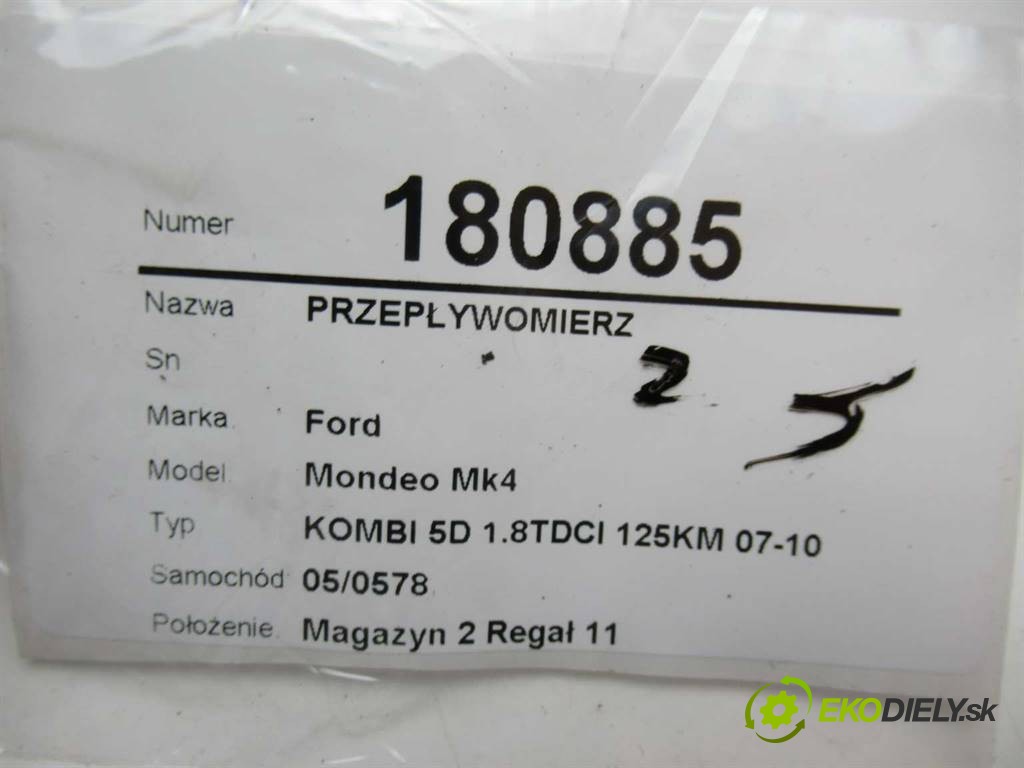 Numer 180885
Nazwa PRZEPŁYWOMIERZ
Sn
2 5
Marka Ford
Model Mondeo Mk4
Typ KOMBI 5D 1.8TDCI 125KM 07-10
Samochód 05/0578
Położenie Magazyn 2 Regał 11
EKODIELY.sk